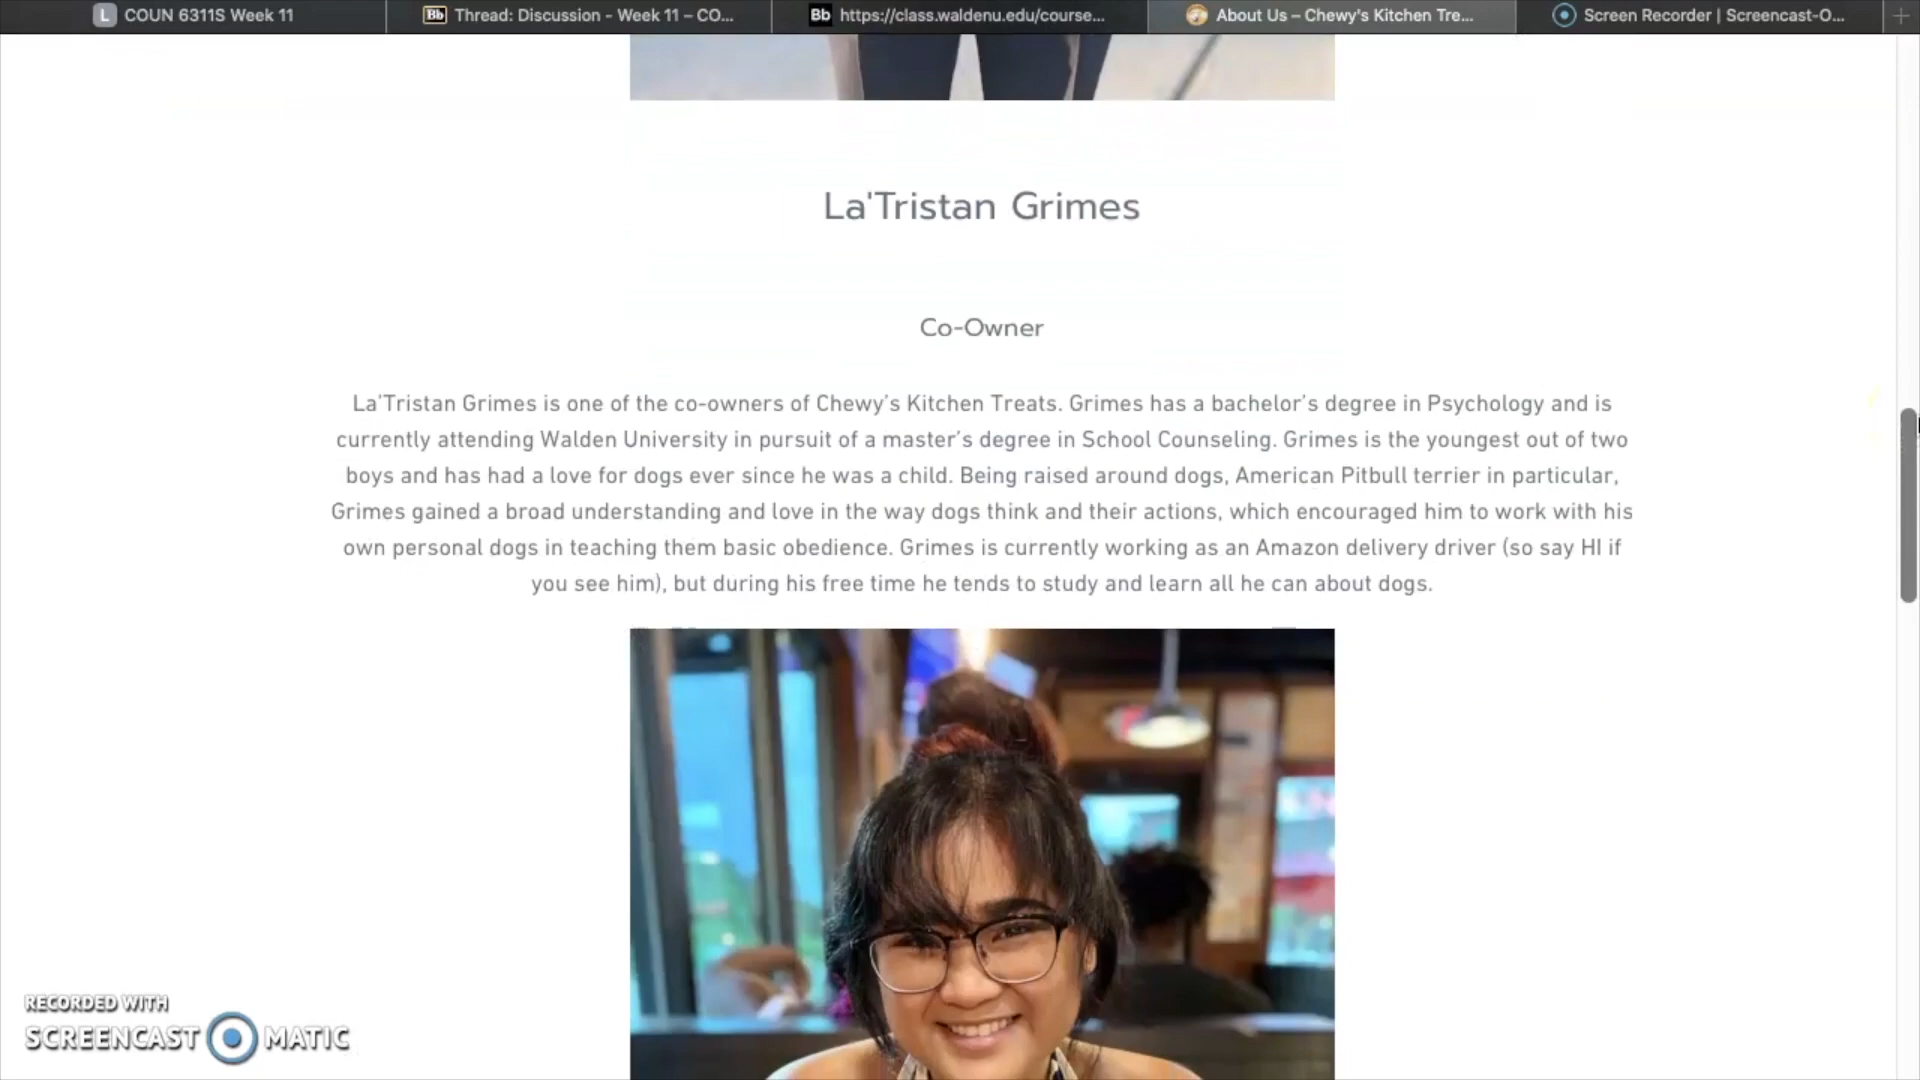 L COUN 6311S Week 11
Bb Thread: Discussion - Week 11 – CO...
Bb https://class.waldenu.edu/course...
About Us – Chewy's Kitchen Tre...
Screen Recorder | Screencast-O...
La'Tristan Grimes
Co-Owner
La'Tristan Grimes is one of the co-owners of Chewy's Kitchen Treats. Grimes has a bachelor's degree in Psychology and is
currently attending Walden University in pursuit of a master's degree in School Counseling. Grimes is the youngest out of two
boys and has had a love for dogs ever since he was a child. Being raised around dogs, American Pitbull terrier in particular,
Grimes gained a broad understanding and love in the way dogs think and their actions, which encouraged him to work with his
own personal dogs in teaching them basic obedience. Grimes is currently working as an Amazon delivery driver (so say HI if
you see him), but during his free time he tends to study and learn all he can about dogs.
RECORDED WITH
SCREENCAST MATIC